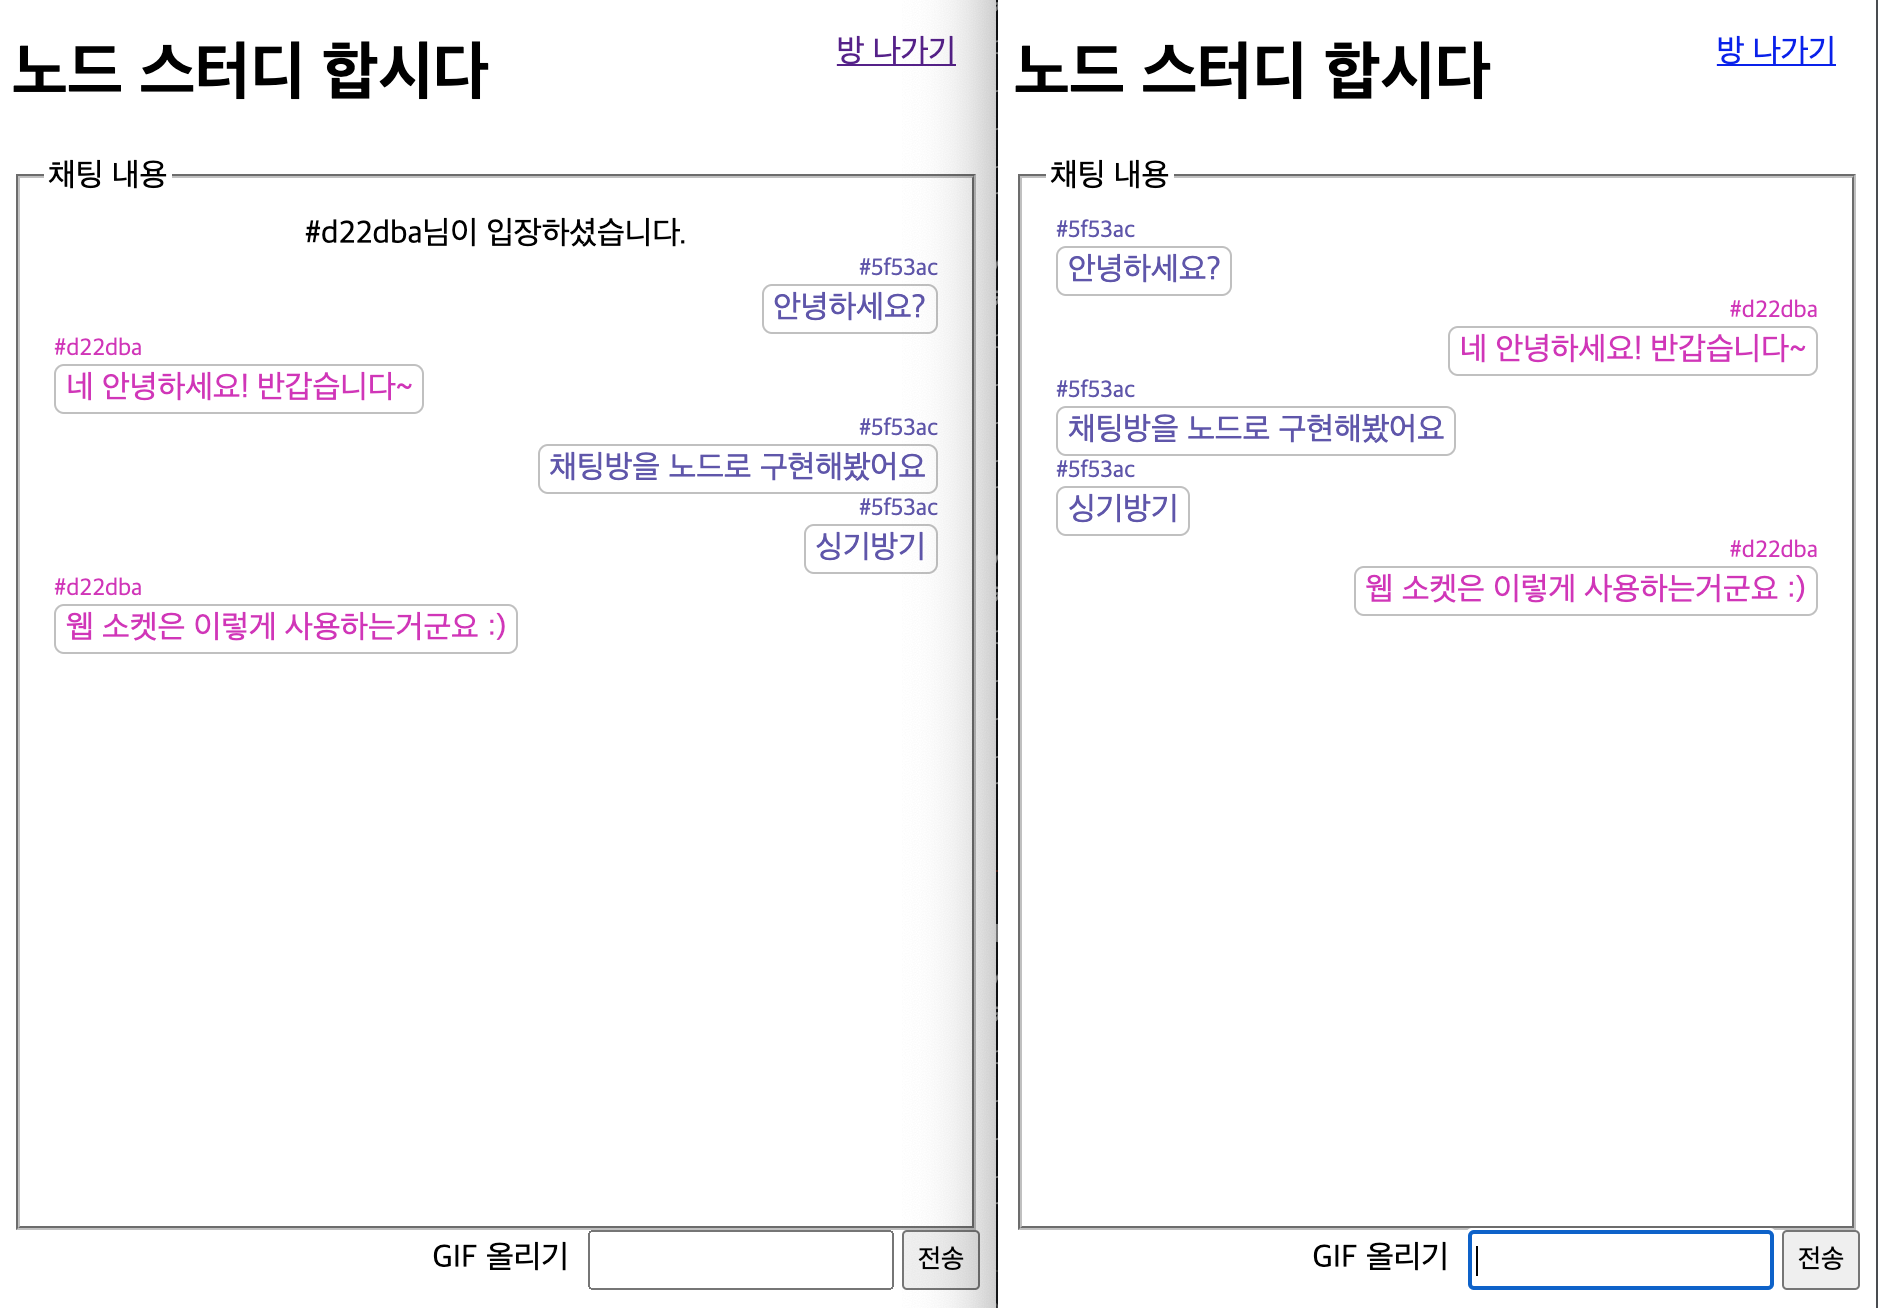 노드 스터디 합시다
방 나가기
채팅 내용
#d22dba님이 입장하셨습니다.
#5f53ac
안녕하세요?
#d22dba
네 안녕하세요! 반갑습니다~
#5f53ac
채팅방을 노드로 구현해봤어요
#5f53ac
싱기방기
#d22dba
웹 소켓은 이렇게 사용하는거군요 :)
GIF 올리기
전송
노드 스터디 합시다
방 나가기
채팅 내용
#5f53ac
안녕하세요?
#d22dba
네 안녕하세요! 반갑습니다~
#5f53ac
채팅방을 노드로 구현해봤어요
#5f53ac
싱기방기
#d22dba
웹 소켓은 이렇게 사용하는거군요 :)
GIF 올리기
전송